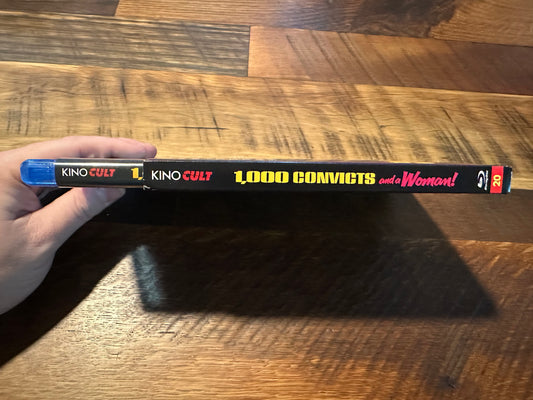 KINO CULT 1, KINO CULT 1,000 CONVICTS and a Woman! 20